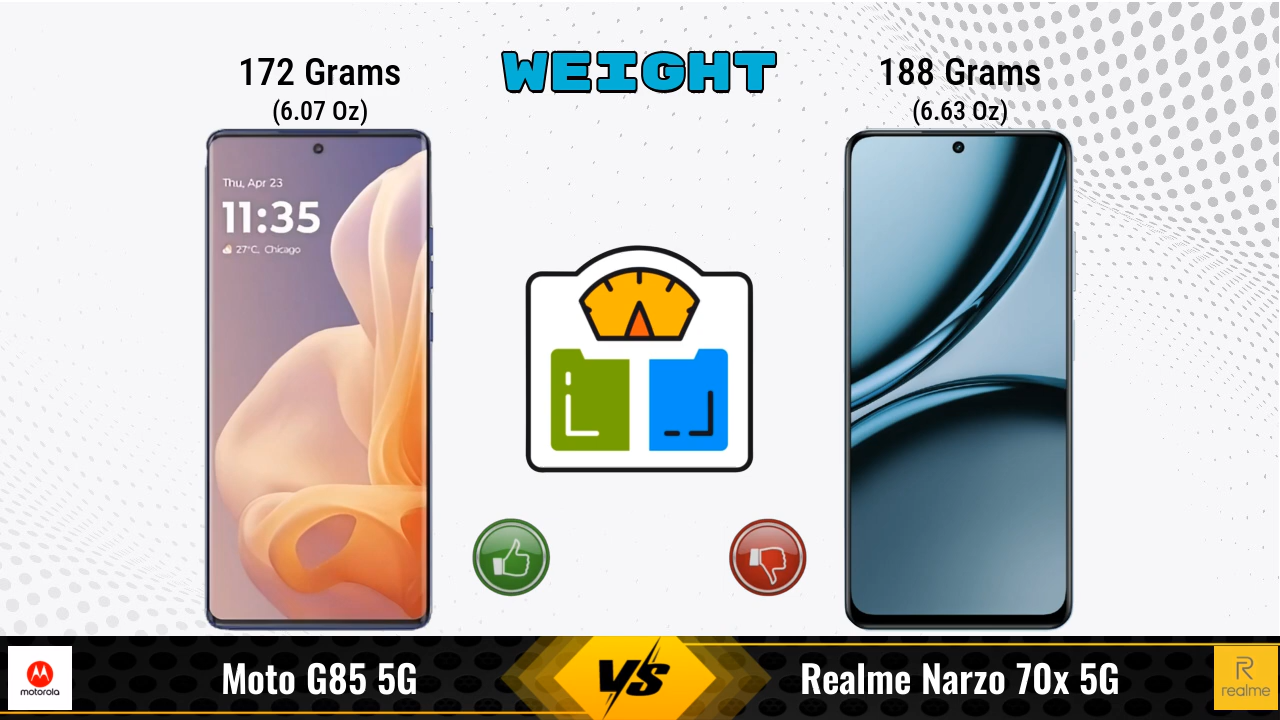 WEIGHT
172 Grams
(6.07 Oz)
188 Grams
(6.63 Oz)
Thu, Apr 23
11:35
27°C, Chicago
motorola
Moto G85 5G
VS
Realme Narzo 70x 5G
R
realme